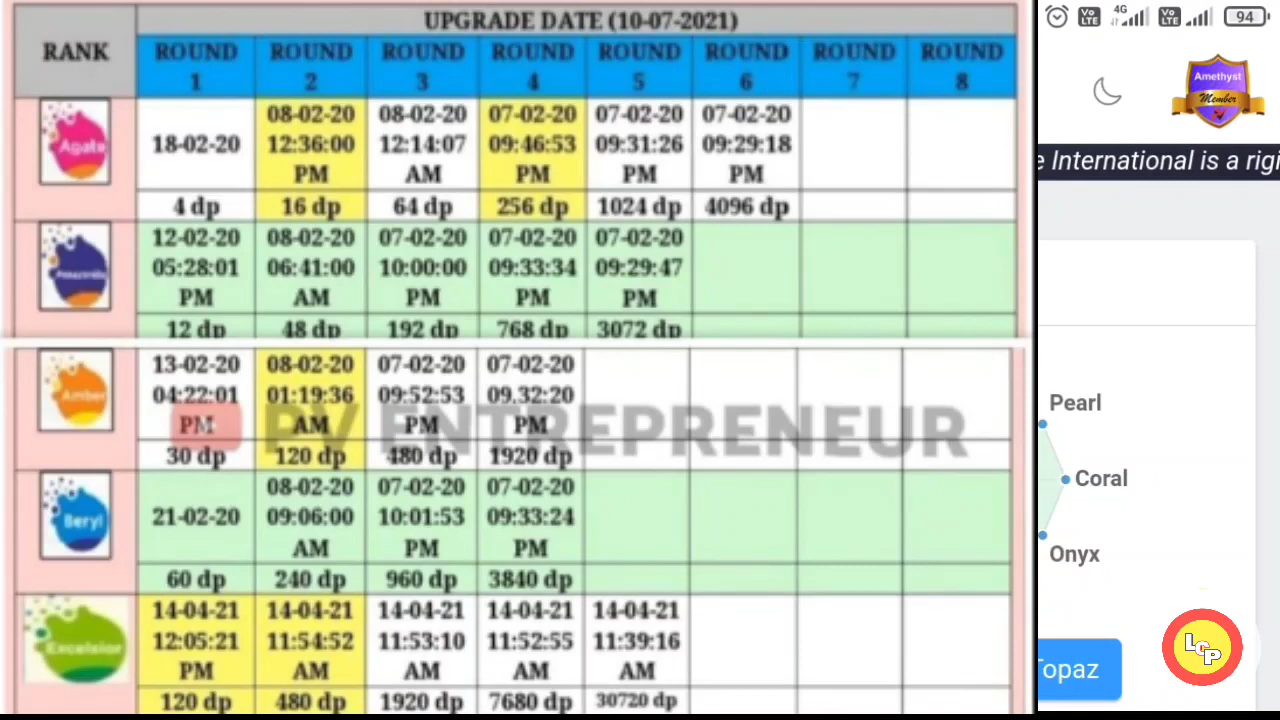 UPGRADE DATE (10-07-2021)
RANK
ROUND 1 ROUND 2 ROUND 3 ROUND 4 ROUND 5 ROUND 6 ROUND 7 ROUND 8
Agate
18-02-20
08-02-20 12:36:00 PM
08-02-20 12:14:07 AM
07-02-20 09:46:53 PM
07-02-20 09:31:26 PM
07-02-20 09:29:18 PM
4 dp 16 dp 64 dp 256 dp 1024 dp 4096 dp
12-02-20 05:28:01 PM
08-02-20 06:41:00 AM
07-02-20 10:00:00 PM
07-02-20 09:33:34 PM
07-02-20 09:29:47 PM
12 dp 48 dp 192 dp 768 dp 3072 dp
Amber
13-02-20 04:22:01 PM
08-02-20 01:19:36 AM
07-02-20 09:52:53 PM
07-02-20 09.32:20 PM
30 dp 120 dp 480 dp 1920 dp
PV ENTREPRENEUR
Beryl
21-02-20
08-02-20 09:06:00 AM
07-02-20 10:01:53 PM
07-02-20 09:33:24 PM
60 dp 240 dp 960 dp 3840 dp
Excelsior
14-04-21 12:05:21 PM
14-04-21 11:54:52 AM
14-04-21 11:53:10 AM
14-04-21 11:52:55 AM
14-04-21 11:39:16 AM
120 dp 480 dp 1920 dp 7680 dp 30720 dp
Vo LTE 4G Vo LTE 94
Amethyst
Member
e International is a rigi
Pearl
Coral
Onyx
Topaz
LCP